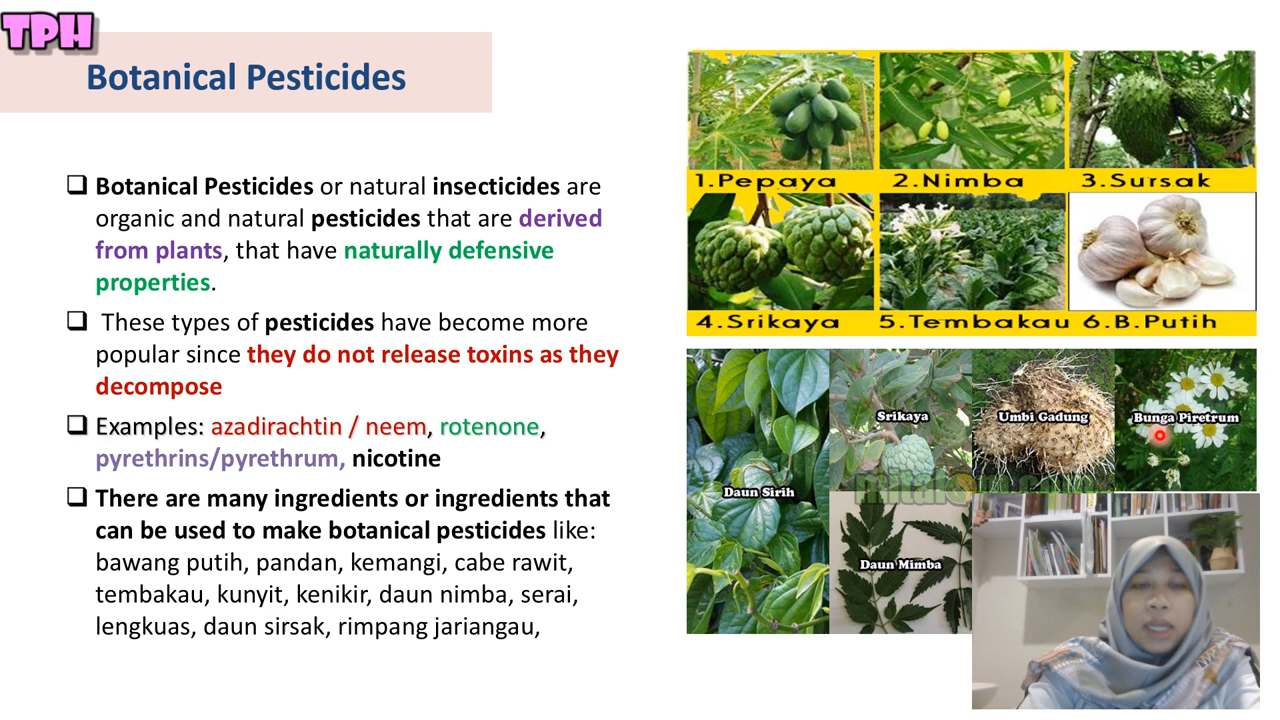 TPH
Botanical Pesticides
Botanical Pesticides or natural insecticides are
organic and natural pesticides that are derived
from plants, that have naturally defensive
properties.
These types of pesticides have become more
popular since they do not release toxins as they
decompose
Examples: azadirachtin / neem, rotenone,
pyrethrins/pyrethrum, nicotine
There are many ingredients or ingredients that
can be used to make botanical pesticides like:
bawang putih, pandan, kemangi, cabe rawit,
tembakau, kunyit, kenikir, daun nimba, serai,
lengkuas, daun sirsak, rimpang jariangau,
1.Pepaya
2.Nimba
3.Sursak
4.Srikaya
5.Tembakau
6.B.Putih
Srikaya
Umbi Gadung
Bunga Piretrum
Daun Sirih
Daun Mimba